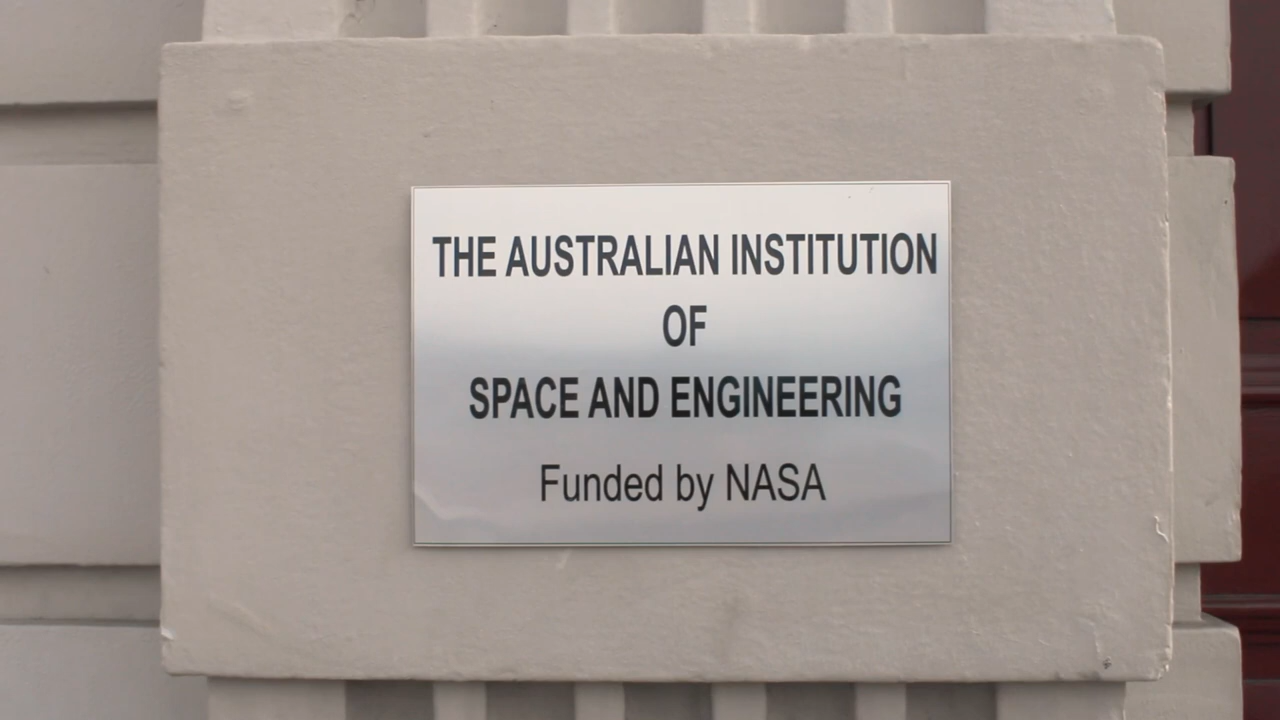 THE AUSTRALIAN INSTITUTION
OF
SPACE AND ENGINEERING
Funded by NASA